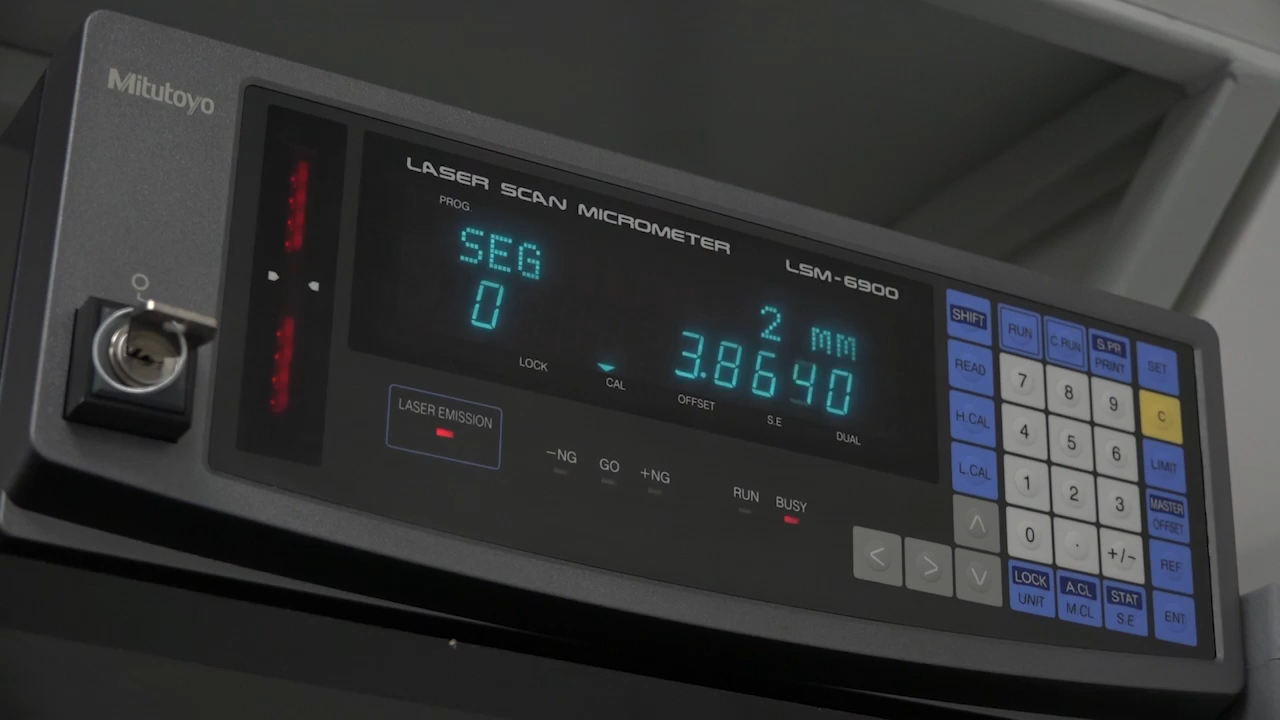 Mitutoyo
LASER SCAN MICROMETER
LSM-6900
PROG.
SEG
0
2 mm
3.8640
LOCK
CAL
OFFSET
S.E
DUAL
LASER EMISSION
-NG GO +NG
RUN BUSY
SHIFT RUN C.RUN S.PR PRINT SET
READ 7 8 9 C
H.CAL 4 5 6 LIMIT
L.CAL 1 2 3 MASTER OFFSET
∧ 0 . +/- REF
< > ∨ LOCK UNIT A.CL M.CL STAT S.E ENT